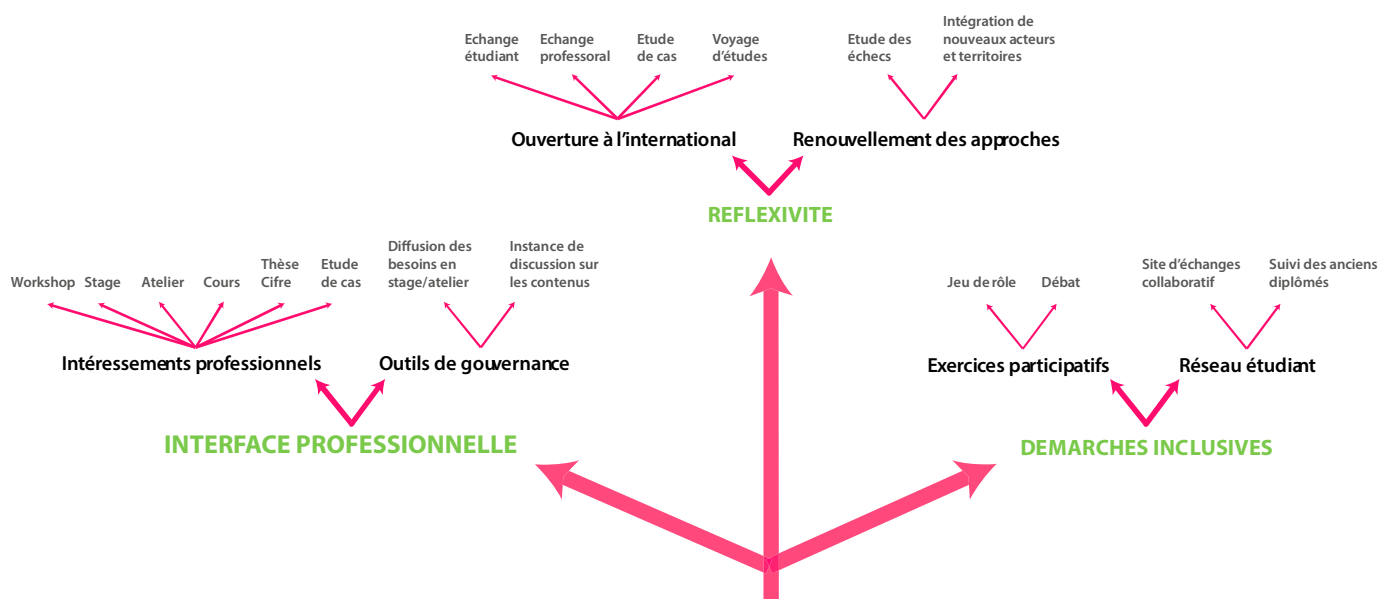 Echange
étudiant
Echange
professoral
Etude
de cas
Voyage
d'études
Etude des
échecs
Intégration de
nouveaux acteurs
et territoires
Ouverture à l'international
Renouvellement des approches
REFLEXIVITE
Workshop
Stage
Atelier
Cours
Thèse
Cifre
Etude
de cas
Diffusion des
besoins en
stage/atelier
Instance de
discussion sur
les contenus
Intéressements professionnels
Outils de gouvernance
INTERFACE PROFESSIONNELLE
Jeu de rôle
Débat
Site d'échanges
collaboratif
Suivi des anciens
diplômés
Exercices participatifs
Réseau étudiant
DEMARCHES INCLUSIVES